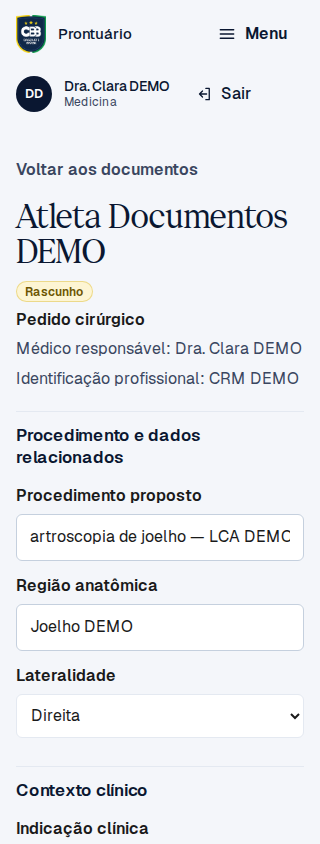 CBB
Prontuário
Menu
DD
Dra. Clara DEMO
Medicina
Sair
Voltar aos documentos
Atleta Documentos
DEMO
Rascunho
Pedido cirúrgico
Médico responsável: Dra. Clara DEMO
Identificação profissional: CRM DEMO
Procedimento e dados
relacionados
Procedimento proposto
artroscopia de joelho — LCA DEMO
Região anatômica
Joelho DEMO
Lateralidade
Direita
Contexto clínico
Indicação clínica